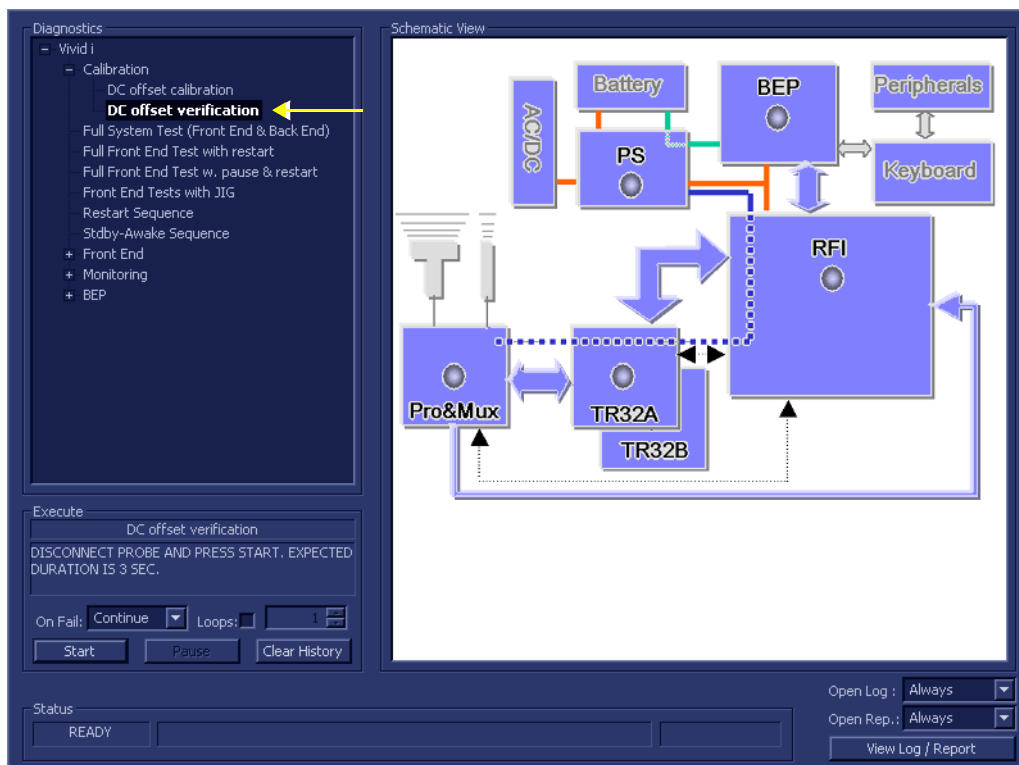 Diagnostics
Vivid i
Calibration
DC offset calibration
DC offset verification
Full System Test (Front End & Back End)
Full Front End Test with restart
Full Front End Test w. pause & restart
Front End Tests with JIG
Restart Sequence
Stdby-Awake Sequence
Front End
Monitoring
BEP
Execute
DC offset verification
DISCONNECT PROBE AND PRESS START. EXPECTED
DURATION IS 3 SEC.
On Fail: Continue Loops: 1
Start Pause Clear History
Schematic View
Battery
BEP
Peripherals
AC/DC
PS
Keyboard
RFI
Pro&Mux
TR32A
TR32B
Status
READY
Open Log : Always
Open Rep.: Always
View Log / Report